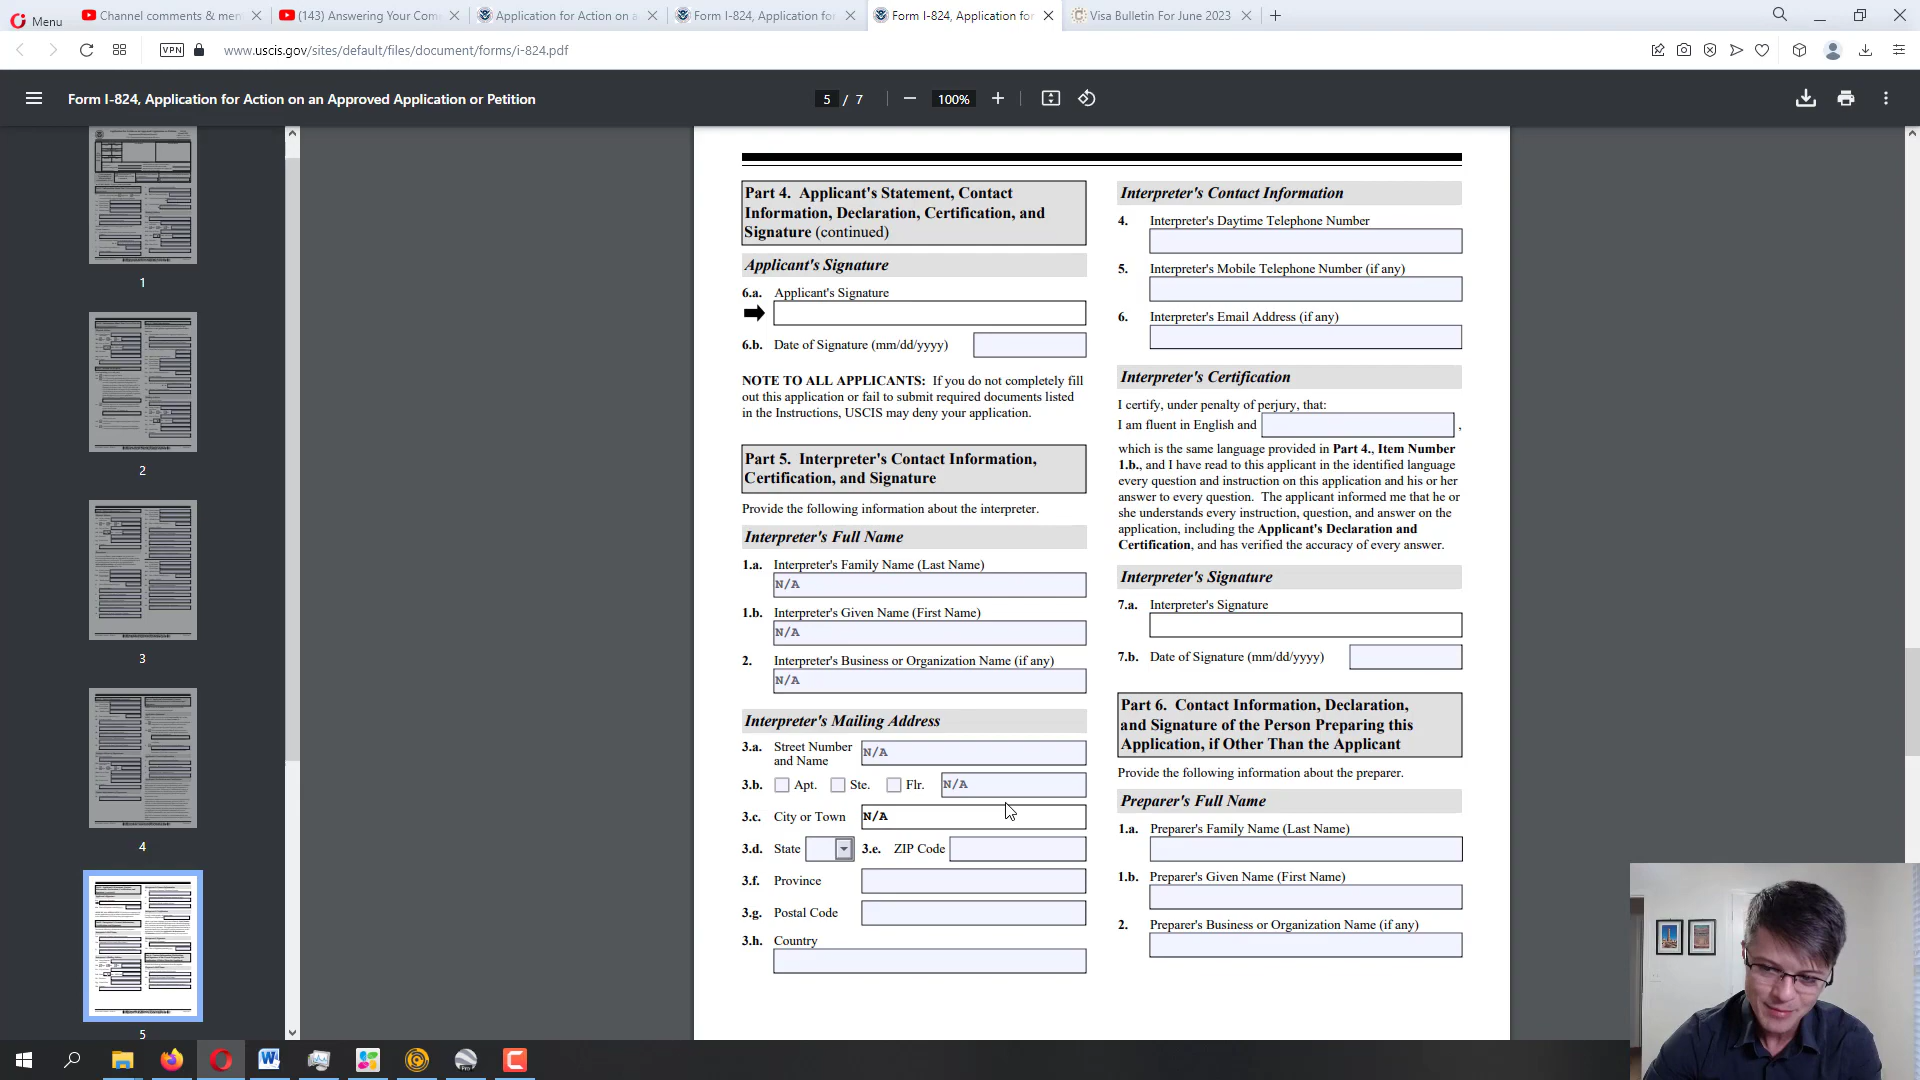 Menu
Channel comments & men
(143) Answering Your Com
Application for Action on a
Form I-824, Application for
Form I-824, Application for
Visa Bulletin For June 2023
VPN
www.uscis.gov/sites/default/files/document/forms/i-824.pdf
Form I-824, Application for Action on an Approved Application or Petition
5 / 7
100%
1
2
3
4
5
Part 4. Applicant's Statement, Contact
Information, Declaration, Certification, and
Signature (continued)
Applicant's Signature
6.a. Applicant's Signature
6.b. Date of Signature (mm/dd/yyyy)
NOTE TO ALL APPLICANTS: If you do not completely fill
out this application or fail to submit required documents listed
in the Instructions, USCIS may deny your application.
Part 5. Interpreter's Contact Information,
Certification, and Signature
Provide the following information about the interpreter.
Interpreter's Full Name
1.a. Interpreter's Family Name (Last Name)
N/A
1.b. Interpreter's Given Name (First Name)
N/A
2. Interpreter's Business or Organization Name (if any)
N/A
Interpreter's Mailing Address
3.a. Street Number
and Name
N/A
3.b. Apt. Ste. Flr. N/A
3.c. City or Town N/A
3.d. State 3.e. ZIP Code
3.f. Province
3.g. Postal Code
3.h. Country
Interpreter's Contact Information
4. Interpreter's Daytime Telephone Number
5. Interpreter's Mobile Telephone Number (if any)
6. Interpreter's Email Address (if any)
Interpreter's Certification
I certify, under penalty of perjury, that:
I am fluent in English and ,
which is the same language provided in Part 4., Item Number
1.b., and I have read to this applicant in the identified language
every question and instruction on this application and his or her
answer to every question. The applicant informed me that he or
she understands every instruction, question, and answer on the
application, including the Applicant's Declaration and
Certification, and has verified the accuracy of every answer.
Interpreter's Signature
7.a. Interpreter's Signature
7.b. Date of Signature (mm/dd/yyyy)
Part 6. Contact Information, Declaration,
and Signature of the Person Preparing this
Application, if Other Than the Applicant
Provide the following information about the preparer.
Preparer's Full Name
1.a. Preparer's Family Name (Last Name)
1.b. Preparer's Given Name (First Name)
2. Preparer's Business or Organization Name (if any)